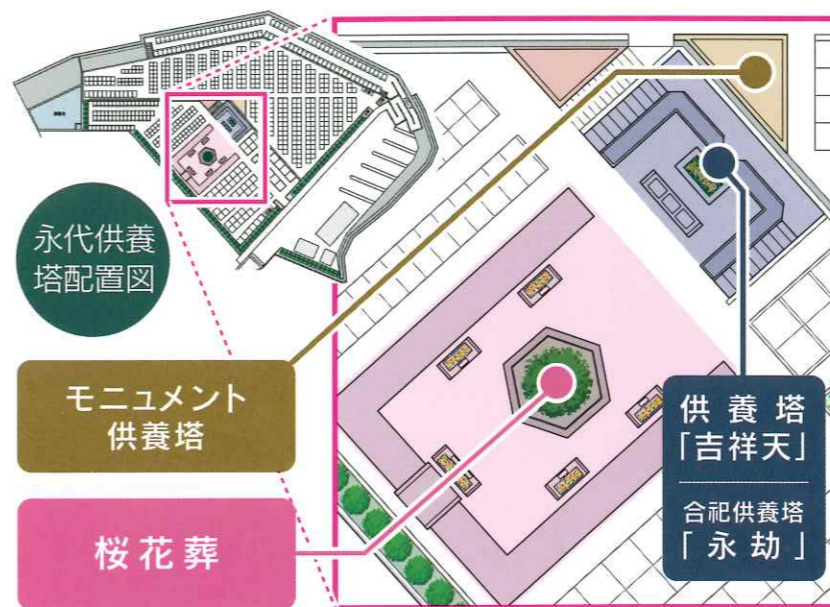 永代供養
塔配置図
モニュメント
供養塔
桜花葬
供養塔
「吉祥天」
合祀供養塔
「永劫」